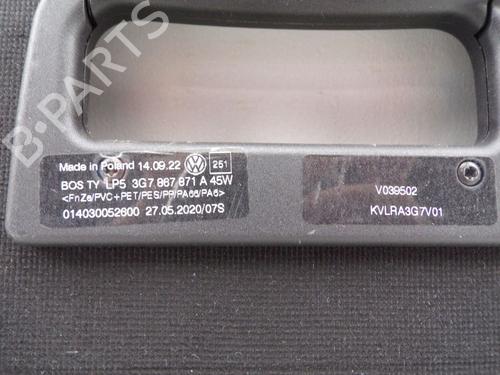 B-PARTS
Made in Poland 14.09.22 251
BOS TY LP5 3G7 867 871 A 45W
<FnZe/PVC+PET/PES/PP/PA66/PA6>
014030052600 27.05.2020/07S
V039502
KVLRA3G7V01